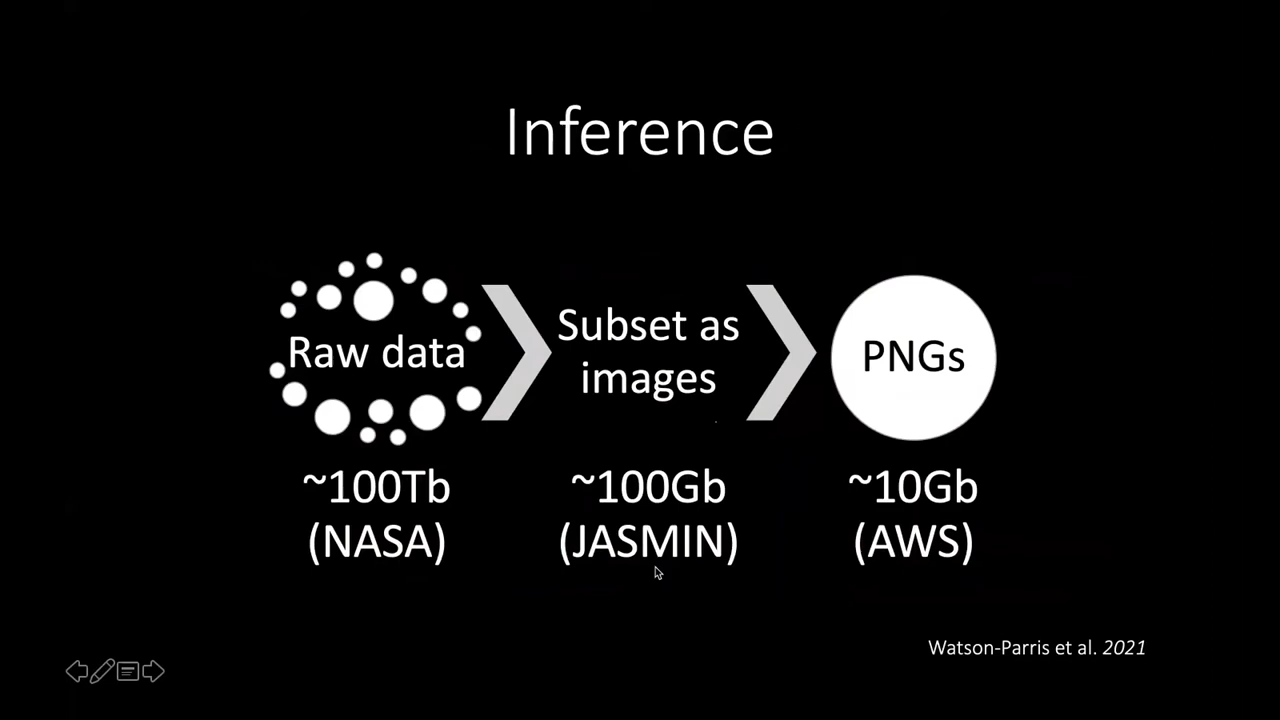 Inference
Raw data
Subset as
images
PNGs
~100Tb
(NASA)
~100Gb
(JASMIN)
~10Gb
(AWS)
Watson-Parris et al. 2021